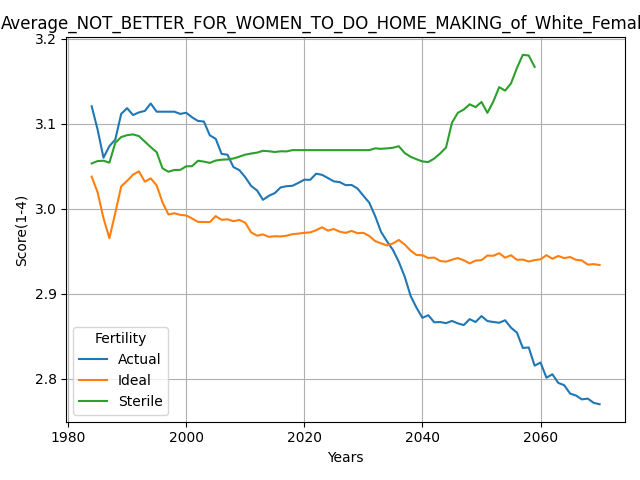 Average_NOT_BETTER_FOR_WOMEN_TO_DO_HOME_MAKING_of_White_Femal
3.2
3.1
3.0
2.9
2.8
Score(1-4)
Fertility
Actual
Ideal
Sterile
1980 2000 2020 2040 2060
Years